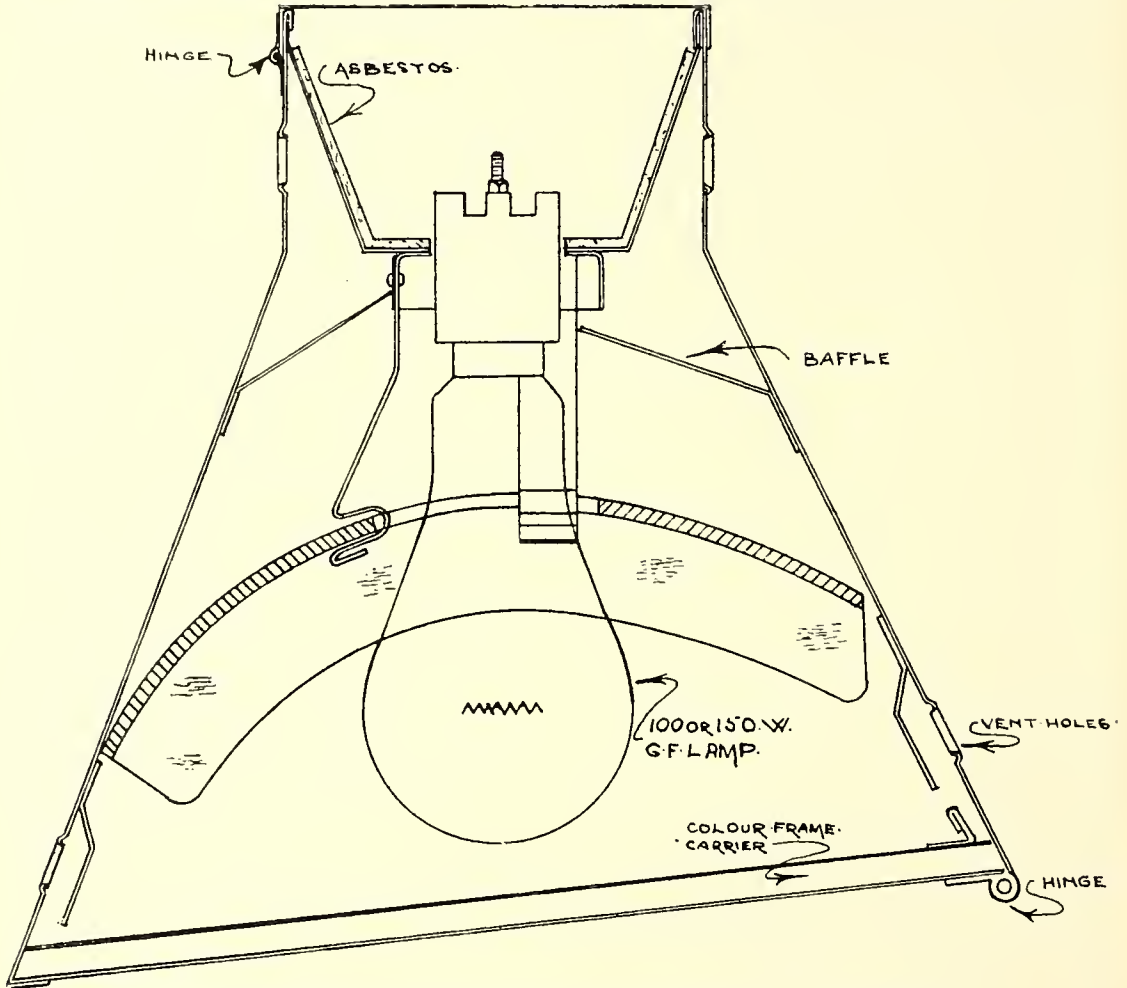 HINGE
ASBESTOS.
BAFFLE
100 OR 150.W.
G.F. LAMP.
VENT HOLES.
COLOUR FRAME.
CARRIER
HINGE